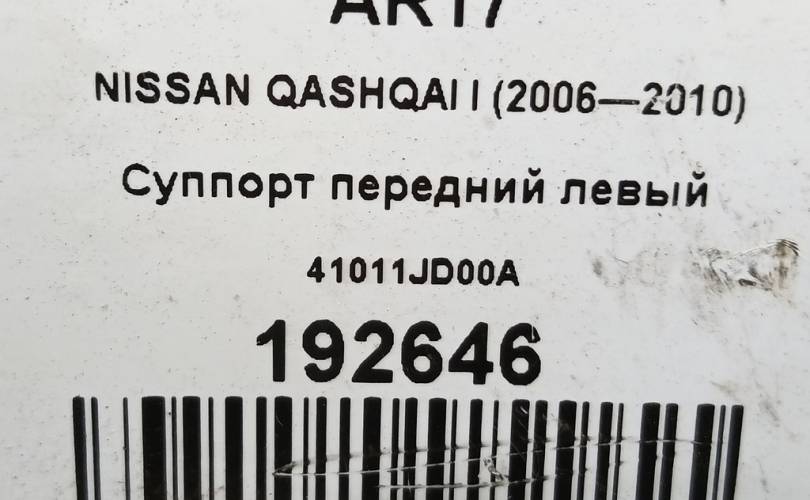 NISSAN QASHQAI I (2006—2010)
Суппорт передний левый
41011JD00A
192646